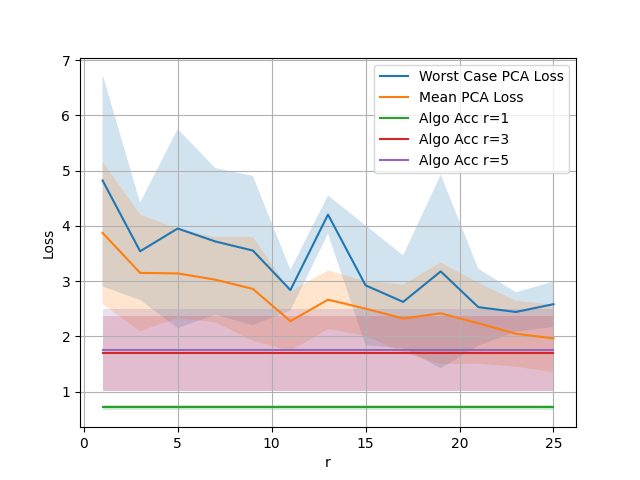 7
6
5
4
3
2
1
Loss
0
5
10
15
20
25
r
Worst Case PCA Loss
Mean PCA Loss
Algo Acc r=1
Algo Acc r=3
Algo Acc r=5